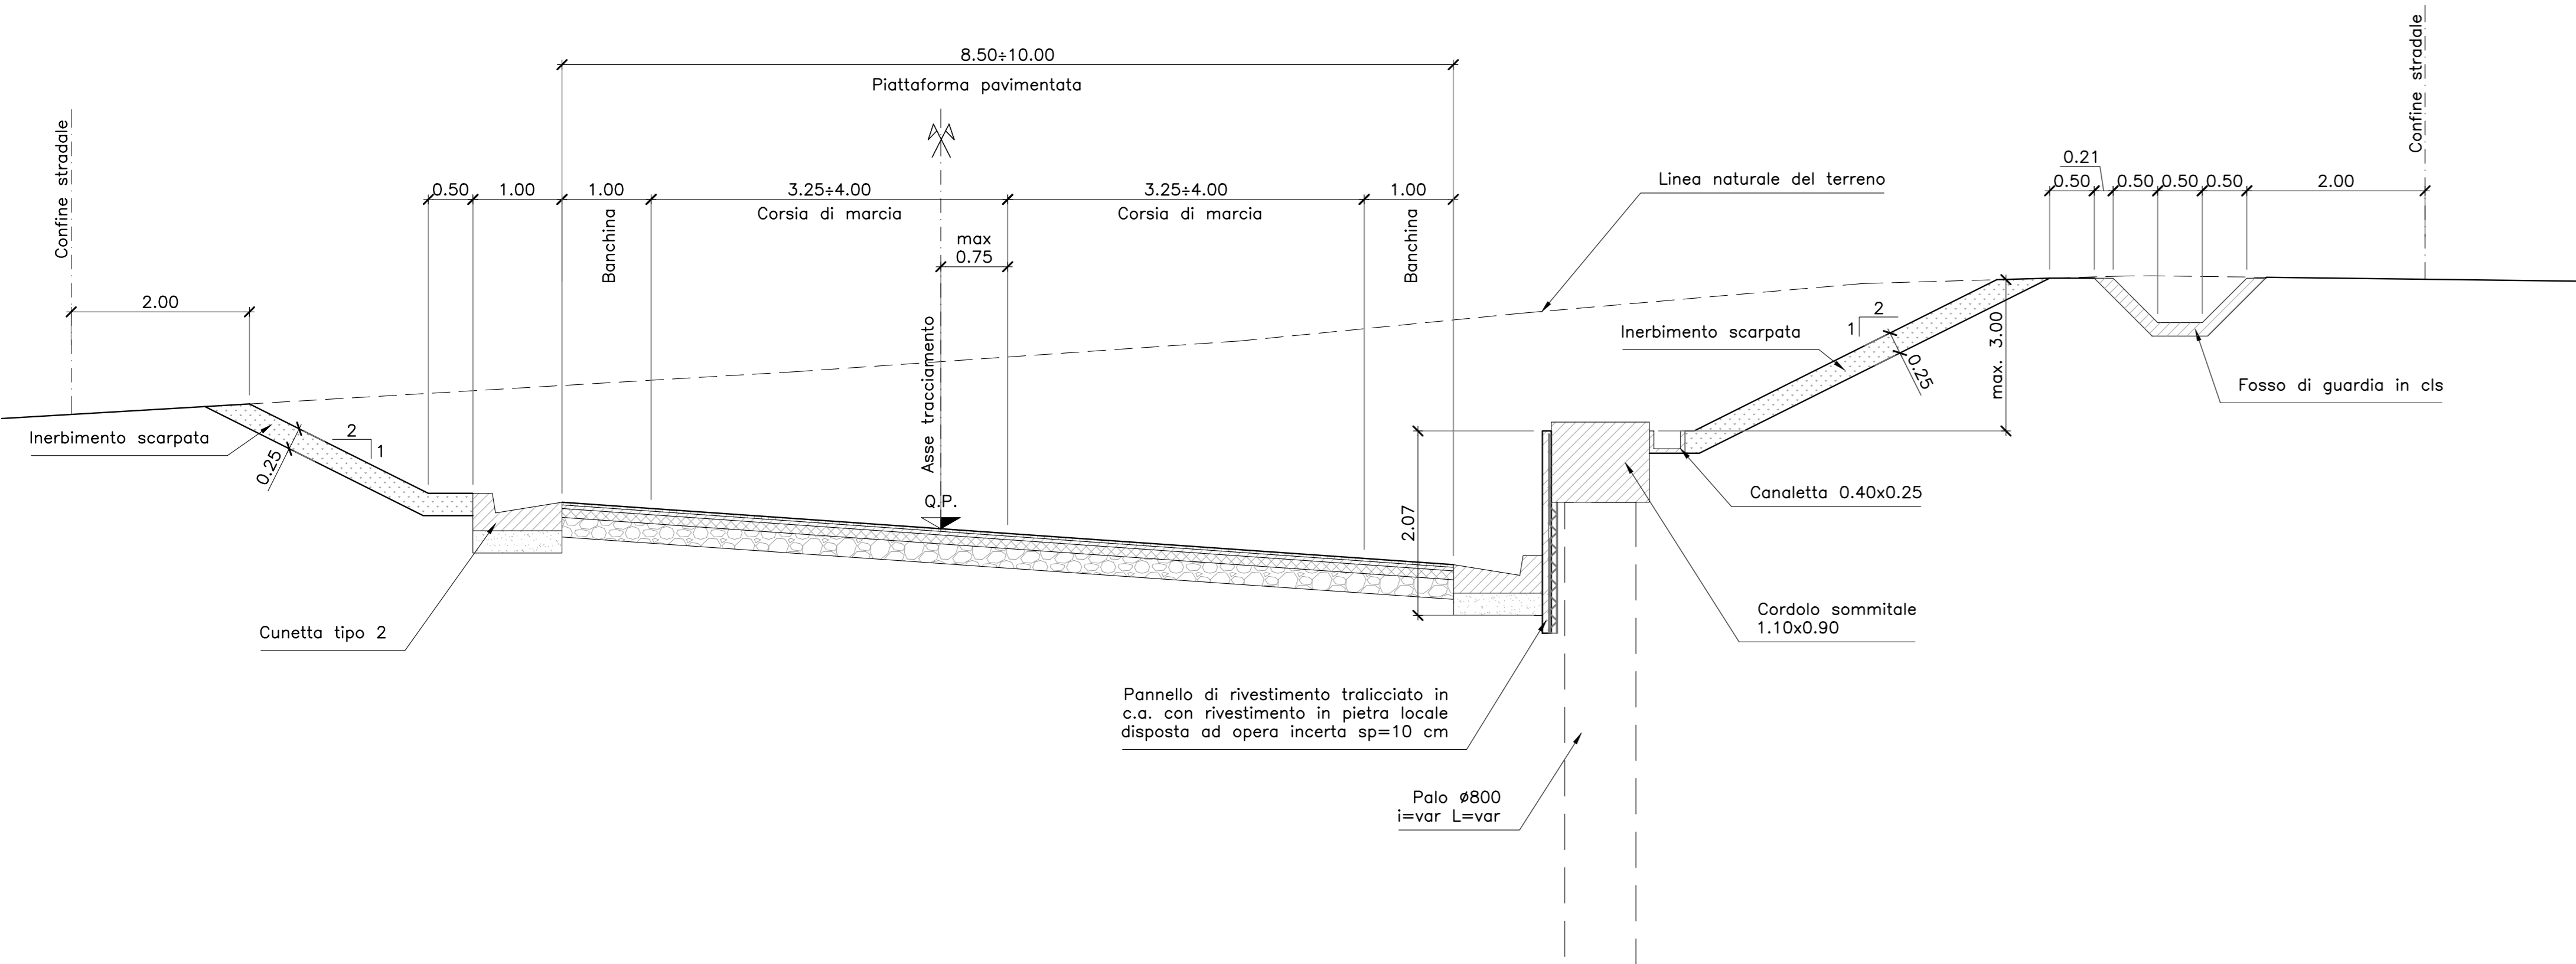 8.50÷10.00
Piattaforma pavimentata
Confine stradale
Confine stradale
0.50
1.00
1.00
3.25÷4.00
3.25÷4.00
1.00
Banchina
Corsia di marcia
Corsia di marcia
Banchina
max
0.75
Linea naturale del terreno
0.21
0.50
0.50
0.50
0.50
2.00
2.00
Asse tracciamento
Q.P.
Inerbimento scarpata
2
1
0.25
Inerbimento scarpata
2
1
0.25
max. 3.00
Fosso di guardia in cls
Canaletta 0.40x0.25
2.07
Cordolo sommitale
1.10x0.90
Cunetta tipo 2
Pannello di rivestimento tralicciato in
c.a. con rivestimento in pietra locale
disposta ad opera incerta sp=10 cm
Palo ø800
i=var L=var